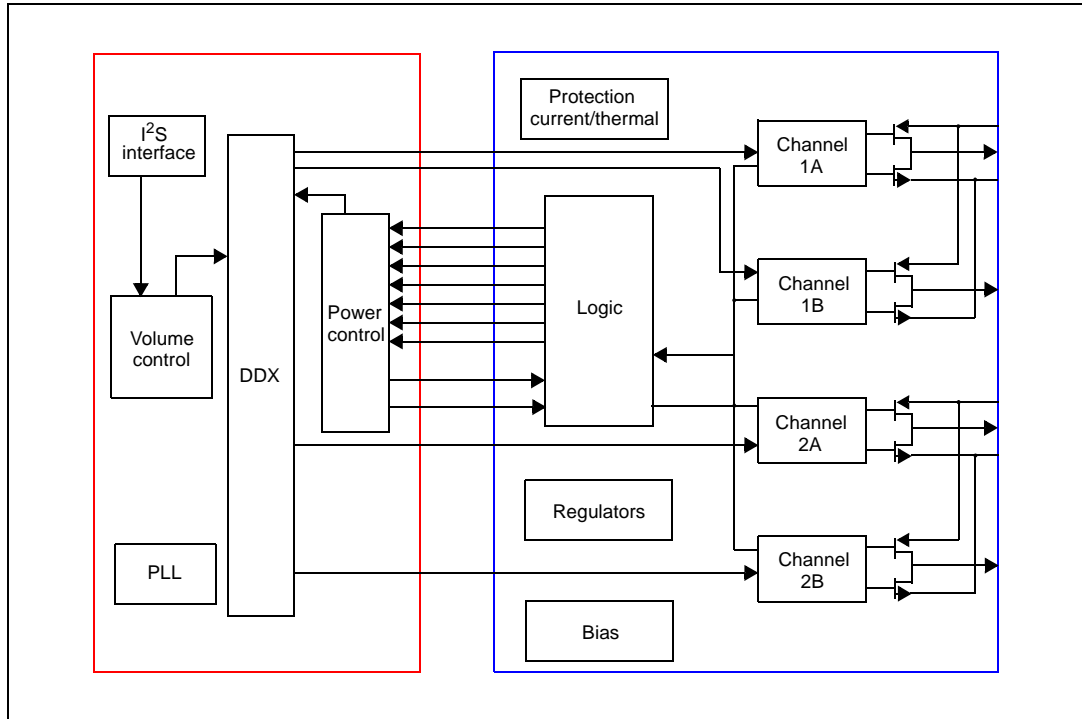 I²S
interface
Volume
control
DDX
PLL
Power
control
Protection
current/thermal
Logic
Regulators
Bias
Channel
1A
Channel
1B
Channel
2A
Channel
2B